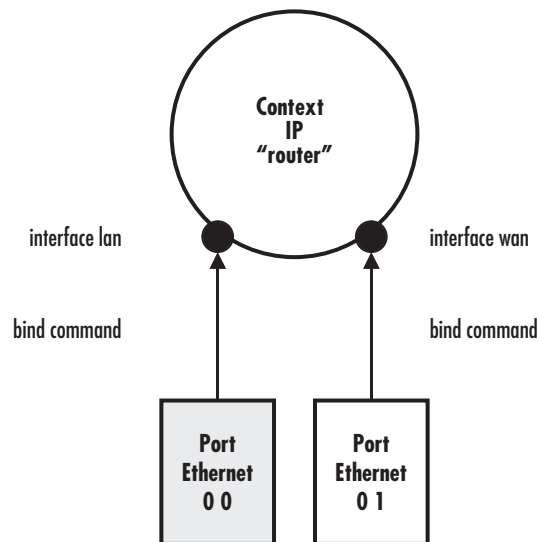 Context
IP
“router”
interface lan
interface wan
bind command
bind command
Port
Ethernet
0 0
Port
Ethernet
0 1